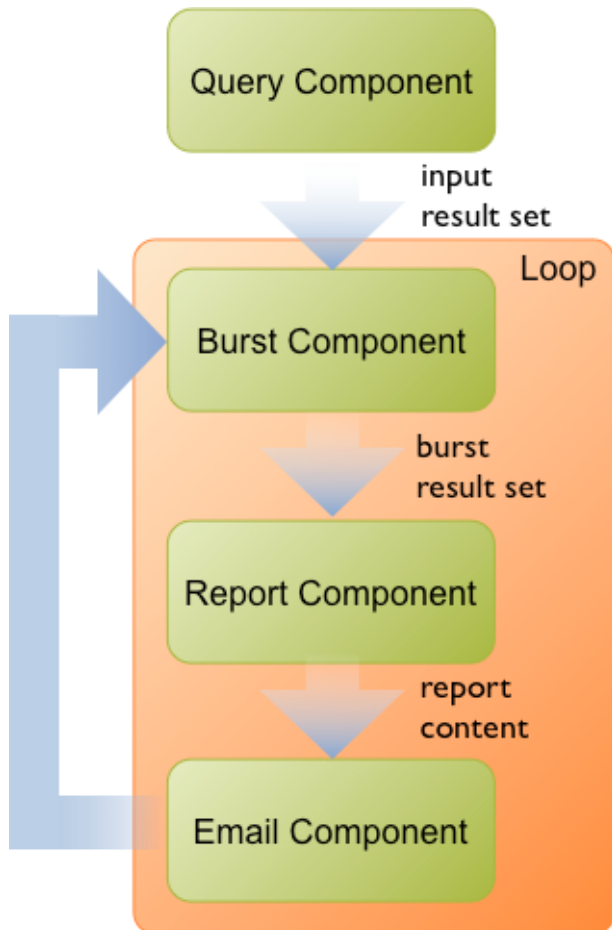 Query Component
input
result set
Loop
Burst Component
burst
result set
Report Component
report
content
Email Component